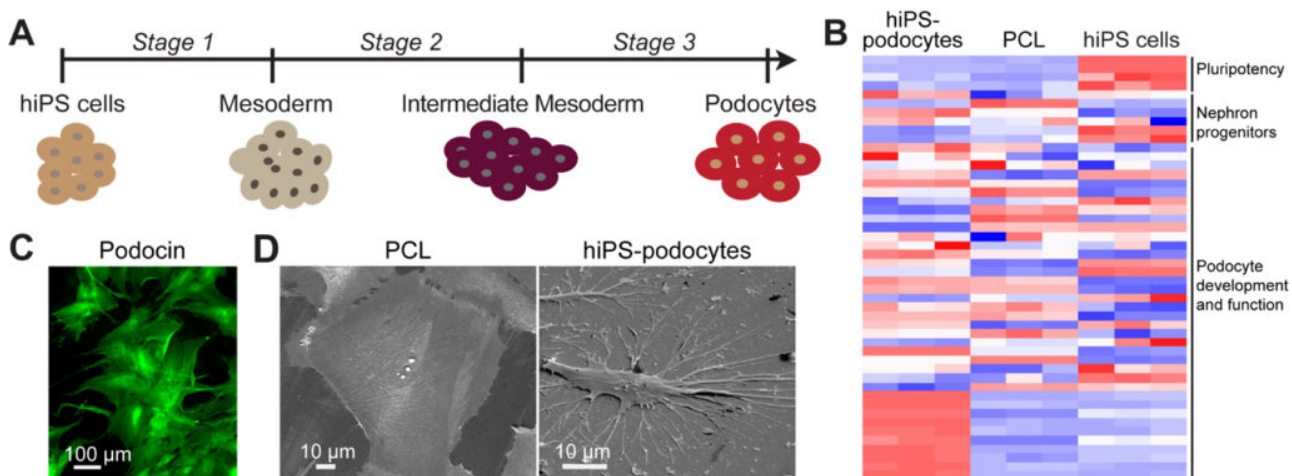 A
Stage 1
Stage 2
Stage 3
hiPS cells
Mesoderm
Intermediate Mesoderm
Podocytes
B
hiPS-
podocytes
PCL
hiPS cells
Pluripotency
Nephron
progenitors
Podocyte
development
and function
C
Podocin
100 µm
D
PCL
10 µm
hiPS-podocytes
10 µm